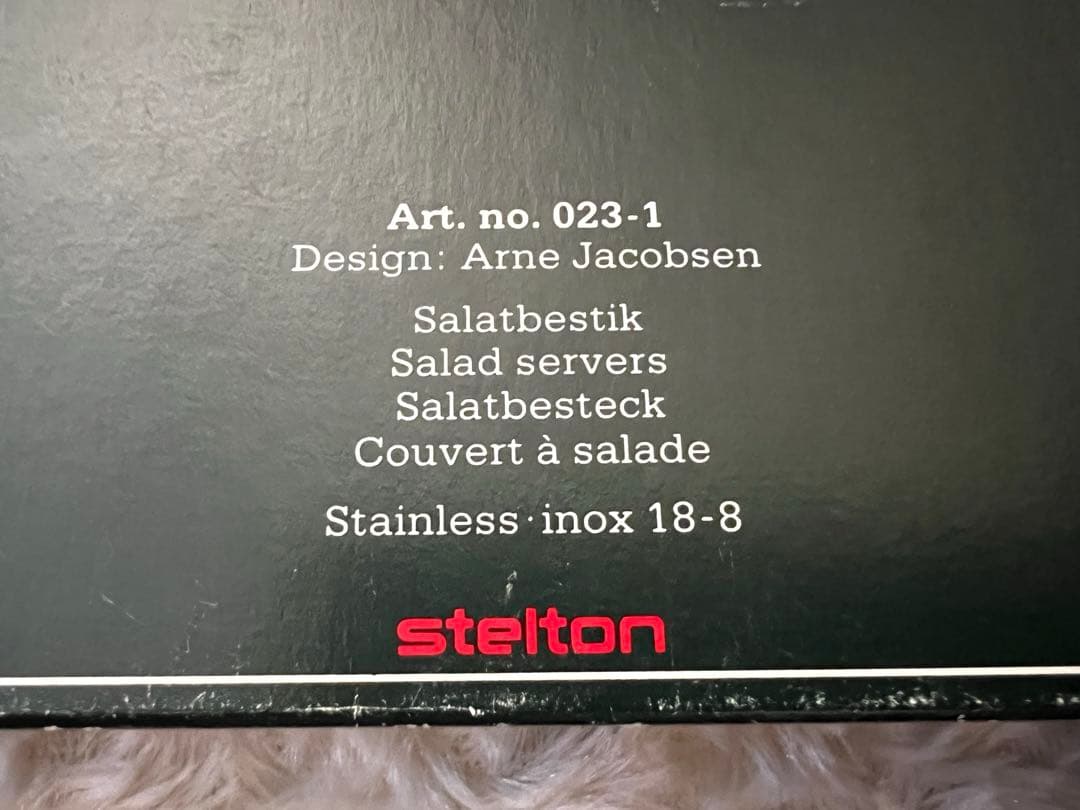 Art. no. 023-1
Design: Arne Jacobsen
Salatbestik
Salad servers
Salatbesteck
Couvert à salade
Stainless · inox 18-8
stelton